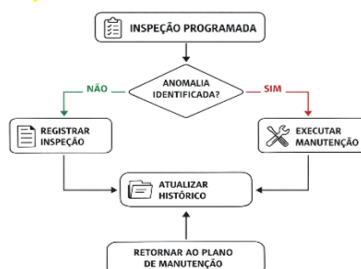 INSPEÇÃO PROGRAMADA
ANOMALIA
IDENTIFICADA?
NÃO
SIM
REGISTRAR
INSPEÇÃO
EXECUTAR
MANUTENÇÃO
ATUALIZAR
HISTÓRICO
RETORNAR AO PLANO
DE MANUTENÇÃO